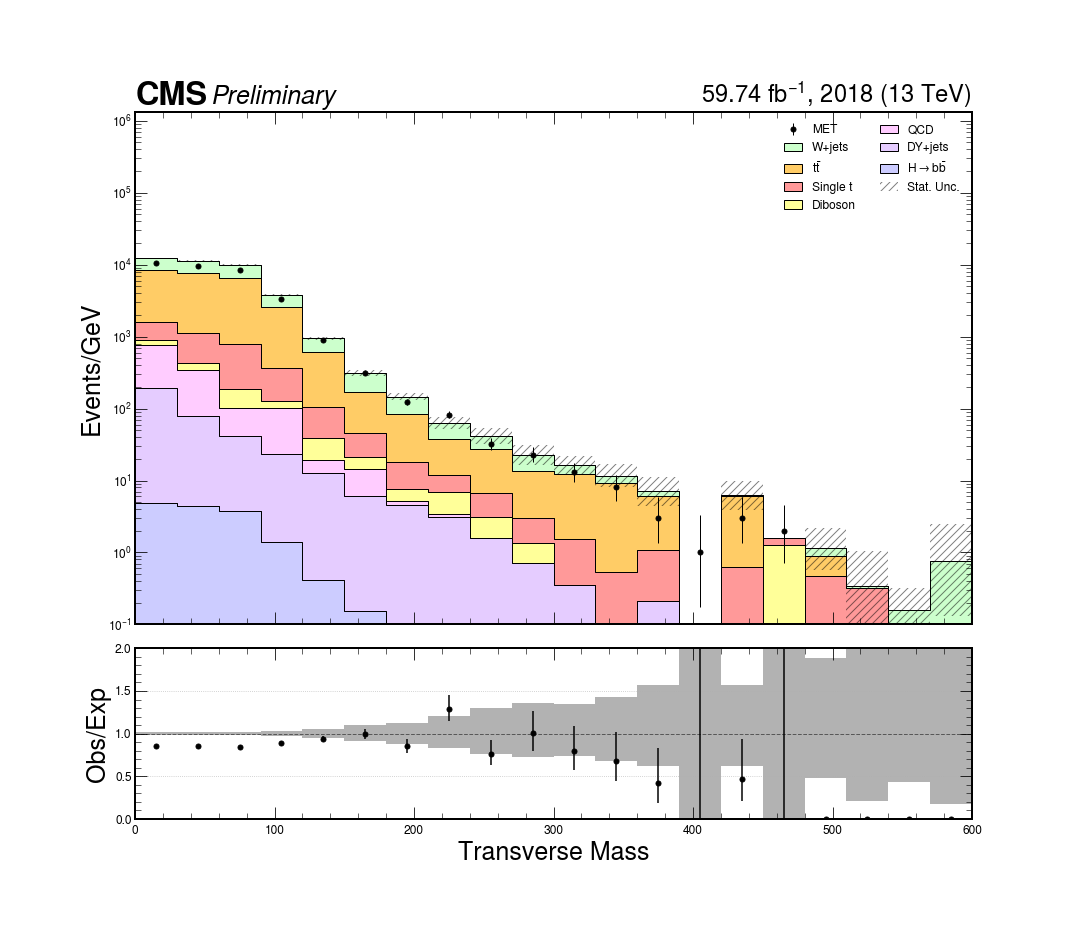 CMS Preliminary
59.74 fb⁻¹, 2018 (13 TeV)
MET
W+jets
tt̄
Single t
Diboson
QCD
DY+jets
H→bb̄
Stat. Unc.
Events/GeV
10⁶
10⁵
10⁴
10³
10²
10¹
10⁰
10⁻¹
Obs/Exp
2.0
1.5
1.0
0.5
0.0
0 100 200 300 400 500 600
Transverse Mass